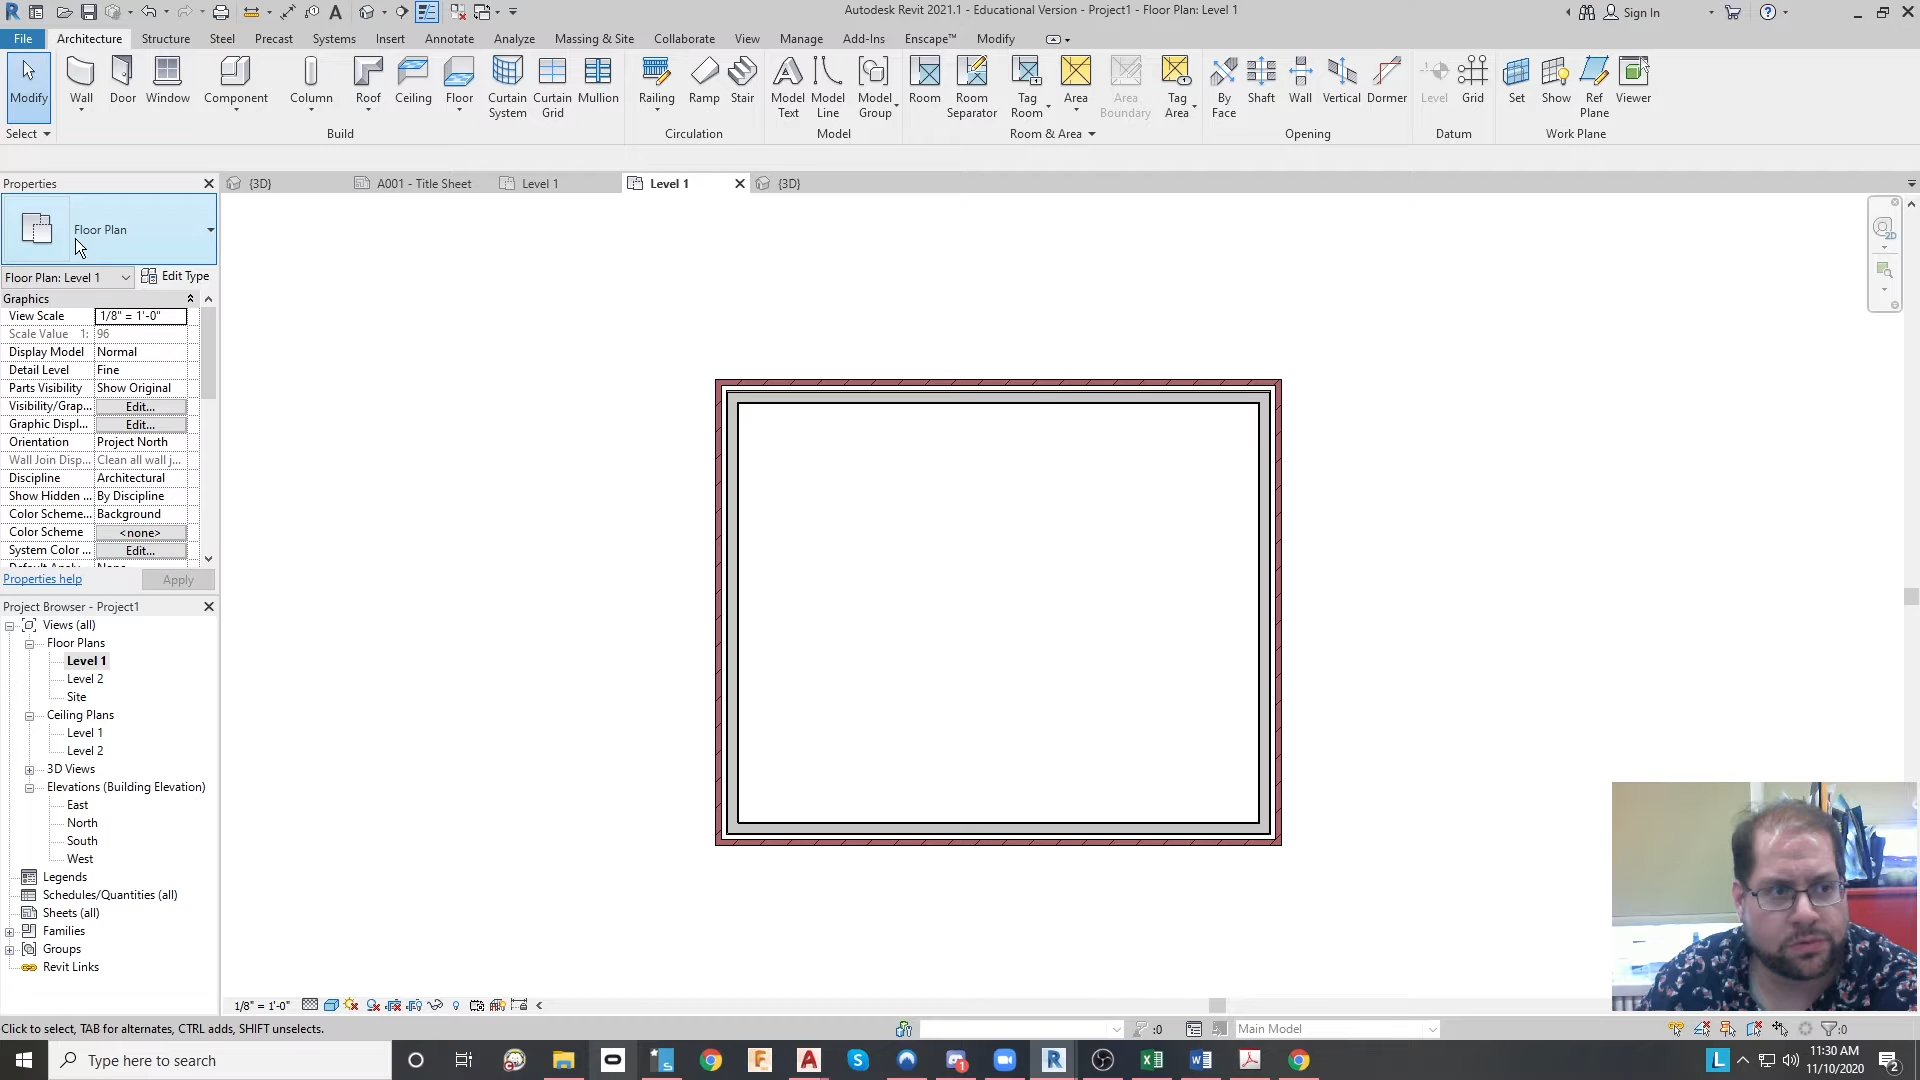 Autodesk Revit 2021.1 - Educational Version - Project1 - Floor Plan: Level 1
Sign In
File Architecture Structure Steel Precast Systems Insert Annotate Analyze Massing & Site Collaborate View Manage Add-Ins Enscape™ Modify
Modify Wall Door Window Component Column Roof Ceiling Floor Curtain System Curtain Grid Mullion Railing Ramp Stair Model Text Model Line Model Group Room Room Separator Tag Room Area Area Boundary Tag Area By Face Shaft Wall Vertical Dormer Level Grid Set Show Ref Plane Viewer
Select Build Circulation Model Room & Area Opening Datum Work Plane
Properties
{3D} A001 - Title Sheet Level 1 Level 1 {3D}
Floor Plan
2D
Floor Plan: Level 1 Edit Type
Graphics
View Scale 1/8" = 1'-0"
Scale Value 1: 96
Display Model Normal
Detail Level Fine
Parts Visibility Show Original
Visibility/Grap... Edit...
Graphic Displ... Edit...
Orientation Project North
Wall Join Disp... Clean all wall j...
Discipline Architectural
Show Hidden ... By Discipline
Color Scheme... Background
Color Scheme <none>
System Color ... Edit...
Properties help Apply
Project Browser - Project1
Views (all)
Floor Plans
Level 1
Level 2
Site
Ceiling Plans
Level 1
Level 2
3D Views
Elevations (Building Elevation)
East
North
South
West
Legends
Schedules/Quantities (all)
Sheets (all)
Families
Groups
Revit Links
1/8" = 1'-0"
Click to select, TAB for alternates, CTRL adds, SHIFT unselects.
:0
Main Model
:0
Type here to search
11:30 AM
11/10/2020
2